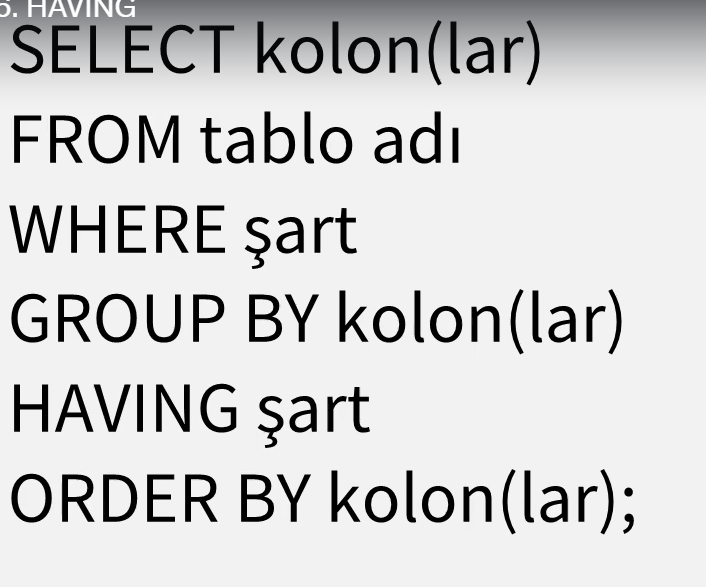 6. HAVING
SELECT kolon(lar)
FROM tablo adı
WHERE şart
GROUP BY kolon(lar)
HAVING şart
ORDER BY kolon(lar);